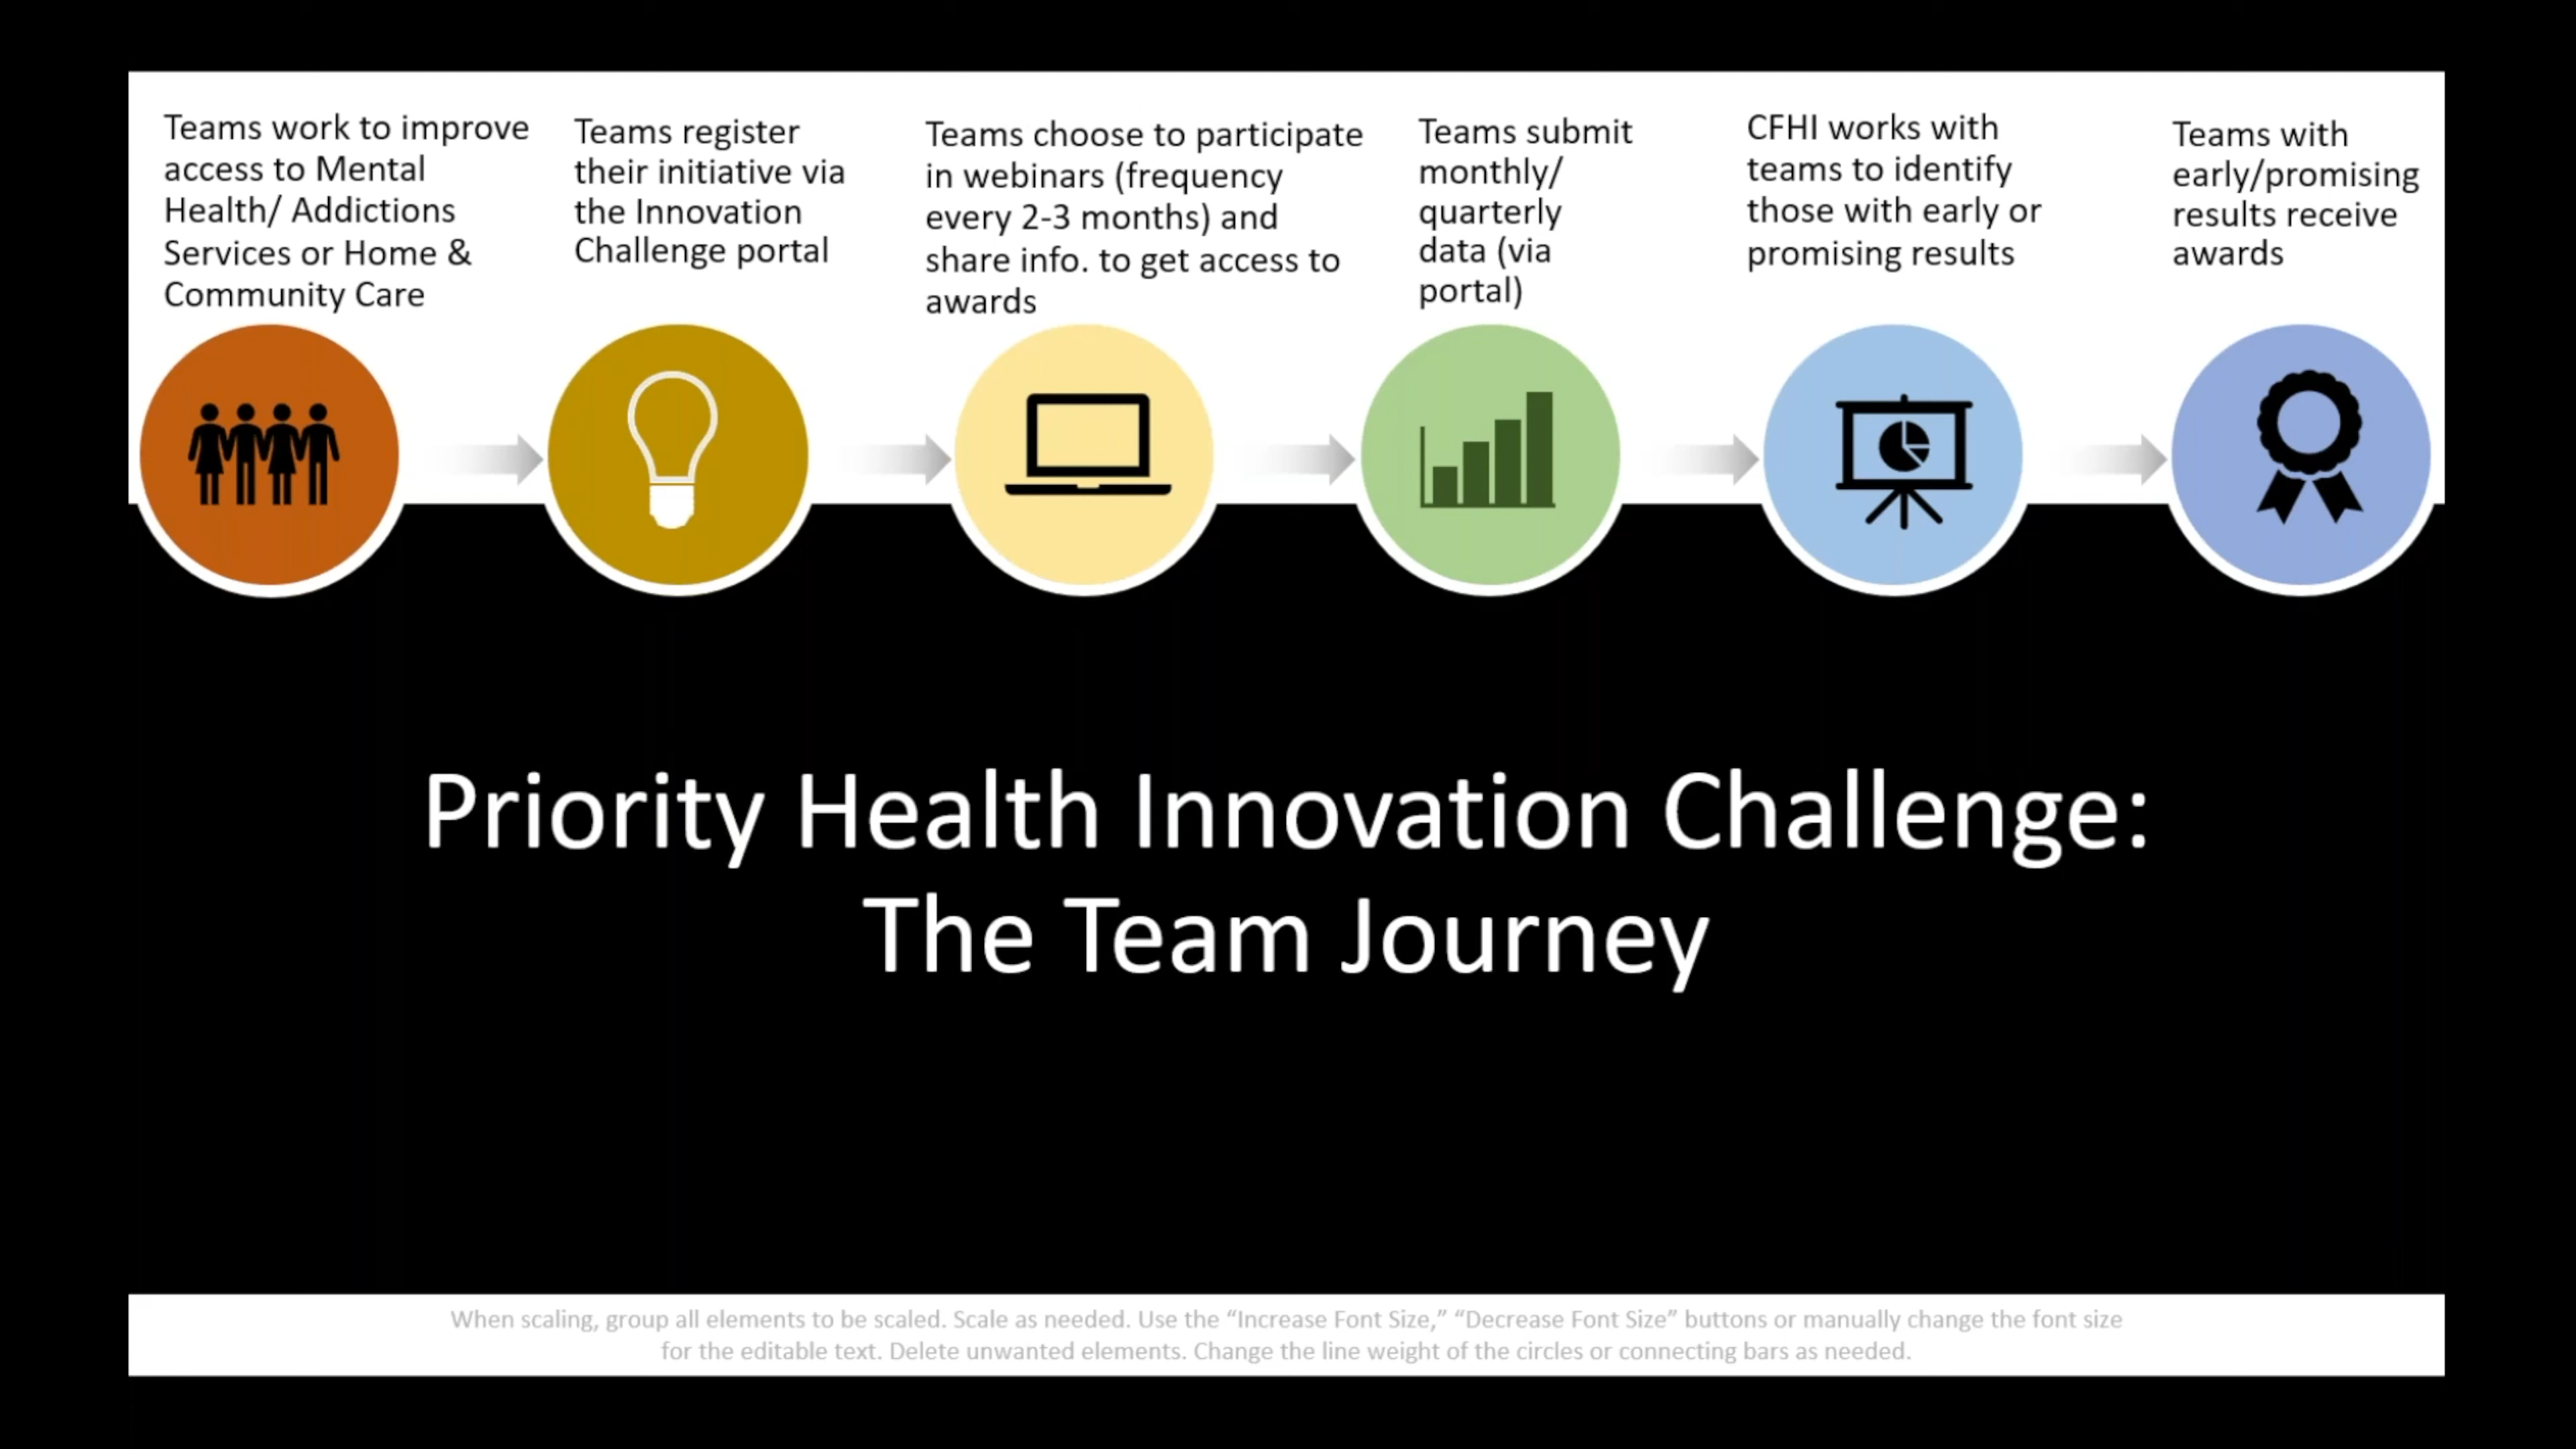 Teams work to improve
access to Mental
Health/ Addictions
Services or Home &
Community Care
Teams register
their initiative via
the Innovation
Challenge portal
Teams choose to participate
in webinars (frequency
every 2-3 months) and
share info. to get access to
awards
Teams submit
monthly/
quarterly
data (via
portal)
CFHI works with
teams to identify
those with early or
promising results
Teams with
early/promising
results receive
awards
Priority Health Innovation Challenge:
The Team Journey
When scaling, group all elements to be scaled. Scale as needed. Use the “Increase Font Size,” “Decrease Font Size” buttons or manually change the font size
for the editable text. Delete unwanted elements. Change the line weight of the circles or connecting bars as needed.